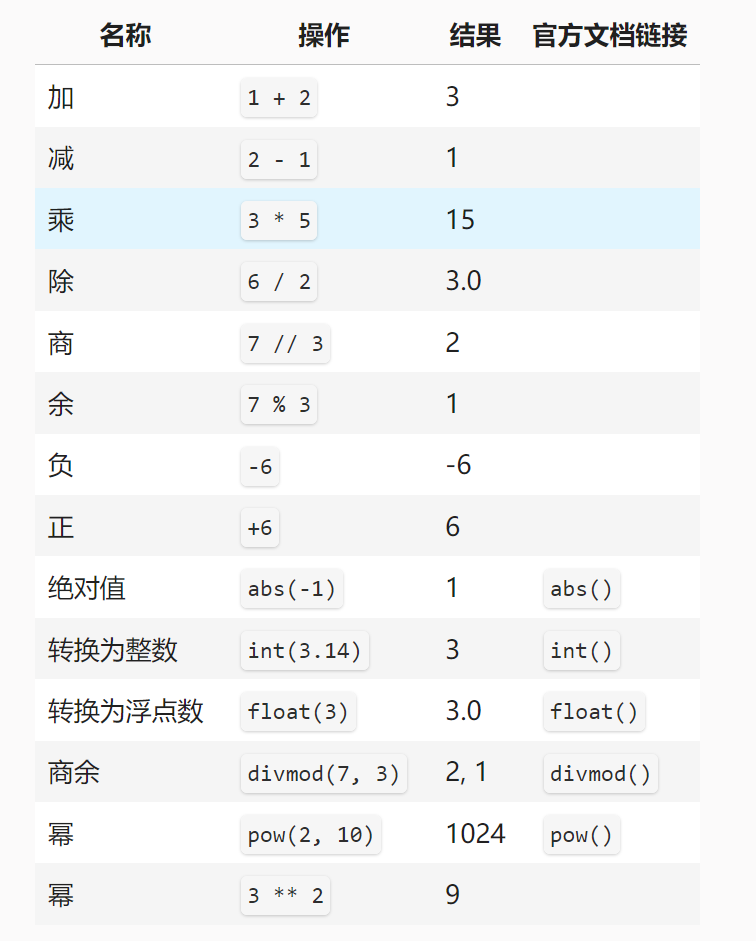 名称 操作 结果 官方文档链接
加 1 + 2 3
减 2 - 1 1
乘 3 * 5 15
除 6 / 2 3.0
商 7 // 3 2
余 7 % 3 1
负 -6 -6
正 +6 6
绝对值 abs(-1) 1 abs()
转换为整数 int(3.14) 3 int()
转换为浮点数 float(3) 3.0 float()
商余 divmod(7, 3) 2, 1 divmod()
幂 pow(2, 10) 1024 pow()
幂 3 ** 2 9